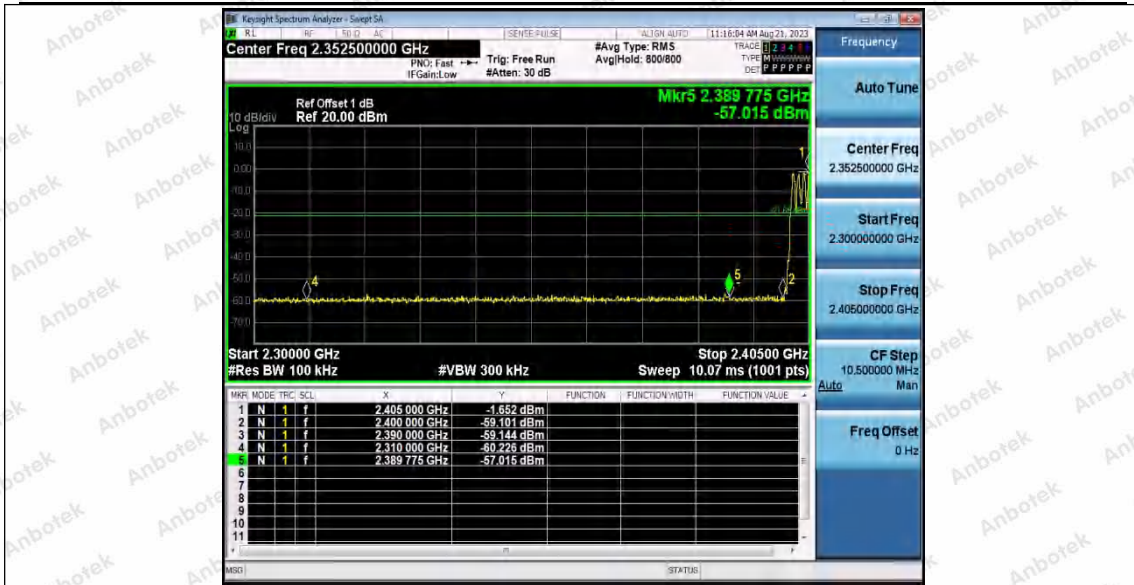 Keysight Spectrum Analyzer - Swept SA
RL RF 50 Ω AC SENSE:PULSE ALIGN AUTO 11:16:04 AM Aug 21, 2023
Center Freq 2.352500000 GHz
PNO: Fast
IFGain:Low
Trig: Free Run
#Atten: 30 dB
#Avg Type: RMS
Avg|Hold: 800/800
TRACE 1 2 3 4 5
TYPE M
DET P P P P P P
Mkr5 2.389 775 GHz
-57.015 dBm
Ref Offset 1 dB
10 dB/div Ref 20.00 dBm
Log
10.0
0.00
-10.0
-20.0
-30.0
-40.0
-50.0
-60.0
-70.0
1
4
5
2
Start 2.30000 GHz Stop 2.40500 GHz
#Res BW 100 kHz #VBW 300 kHz Sweep 10.07 ms (1001 pts)
MKR MODE TRC SCL X Y FUNCTION FUNCTION WIDTH FUNCTION VALUE
1 N 1 f 2.405 000 GHz -1.652 dBm
2 N 1 f 2.400 000 GHz -59.101 dBm
3 N 1 f 2.390 000 GHz -59.144 dBm
4 N 1 f 2.310 000 GHz -60.226 dBm
5 N 1 f 2.389 775 GHz -57.015 dBm
6
7
8
9
10
11
MSG STATUS
Frequency
Auto Tune
Center Freq
2.352500000 GHz
Start Freq
2.300000000 GHz
Stop Freq
2.405000000 GHz
CF Step
10.500000 MHz
Auto Man
Freq Offset
0 Hz
Anbotek